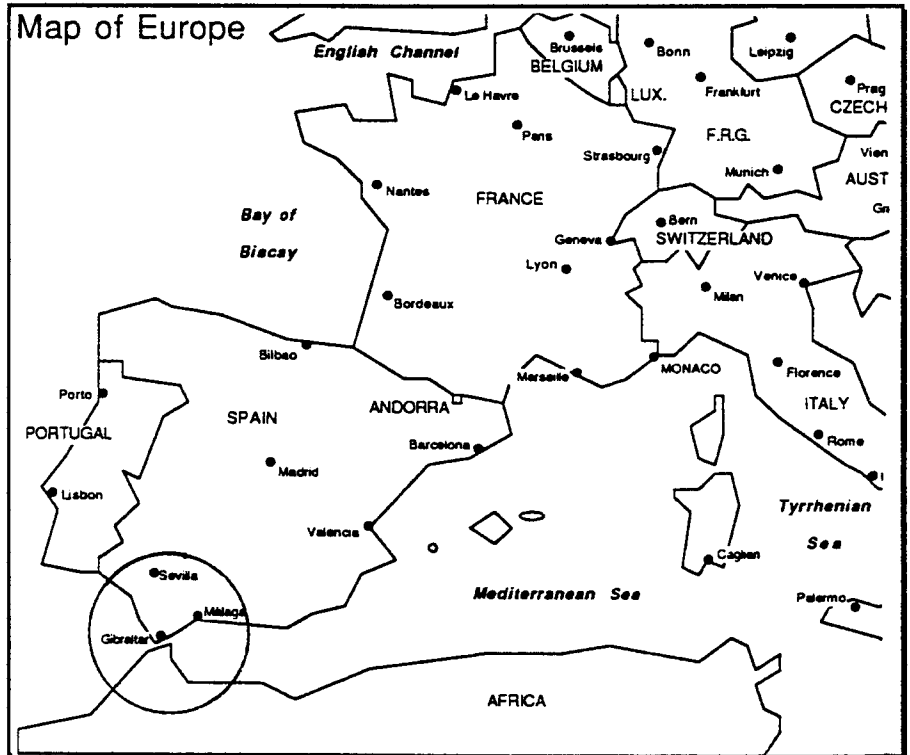 Map of Europe
English Channel
Brussels
BELGIUM
Bonn
Leipzig
Le Havre
LUX.
Frankfurt
Prag
CZECH
Paris
F.R.G.
Strasbourg
Vien
Munich
AUST
Nantes
FRANCE
Gr
Bay of
Biscay
Bern
Geneva
SWITZERLAND
Lyon
Venice
Milan
Bordeaux
Bilbao
Marseille
MONACO
Florence
Porto
ANDORRA
ITALY
SPAIN
PORTUGAL
Barcelona
Rome
Madrid
Lisbon
Tyrrhenian
Sea
Valencia
Cagliari
Sevilla
Mediterranean Sea
Palermo
Málaga
Gibraltar
AFRICA